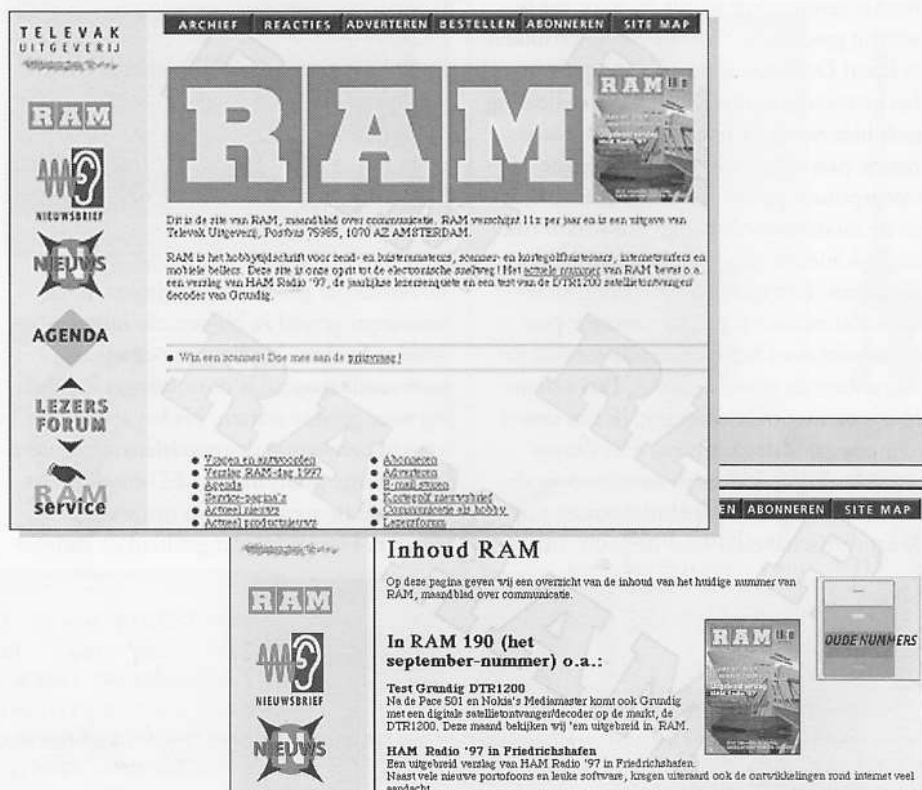 TELEVAK
UITGEVERIJ
ARCHIEF REACTIES ADVERTEREN BESTELLEN ABONNEREN SITE MAP
RAM
RAM
RAM 190
NIEUWSBRIEF
NIEUWS
AGENDA
LEZERS
FORUM
RAM
service
Dit is de site van RAM, maandblad over communicatie. RAM verschijnt 11x per jaar en is een uitgave van
Televak Uitgeverij, Postbus 75985, 1070 AZ AMSTERDAM.
RAM is het hobbytijdschrift voor zend- en luisteramateurs, scanner- en kortegolfluisteraars, internetsurfers en
mobiele bellers. Deze site is onze oprit tot de electronische snelweg! Het actuele nummer van RAM bevat o.a.
een verslag van HAM Radio '97, de jaarlijkse lezersenquete en een test van de DTR1200 satellietontvanger/
decoder van Grundig.
Win een scanner! Doe mee aan de prijsvraag!
Vragen en antwoorden
Verslag RAM-dag 1997
Agenda
Service-pagina's
Actueel nieuws
Actueel productnieuws
Abonneren
Adverteren
E-mail sturen
Kortegolf nieuwsbrief
Communicatie als hobby
Lezersforum
EN ABONNEREN SITE MAP
RAM
NIEUWSBRIEF
NIEUWS
Inhoud RAM
Op deze pagina geven wij een overzicht van de inhoud van het huidige nummer van
RAM, maandblad over communicatie.
OUDE NUMMERS
In RAM 190 (het
september-nummer) o.a.:
RAM 190
Test Grundig DTR1200
Na de Pace 501 en Nokia's Mediamaster komt ook Grundig
met een digitale satellietontvanger/decoder op de markt, de
DTR1200. Deze maand bekijken wij 'em uitgebreid in RAM.
HAM Radio '97 in Friedrichshafen
Een uitgebreid verslag van HAM Radio '97 in Friedrichshafen.
Naast vele nieuwe portofoons en leuke software, kregen uiteraard ook de ontwikkelingen rond internet veel
aandacht.